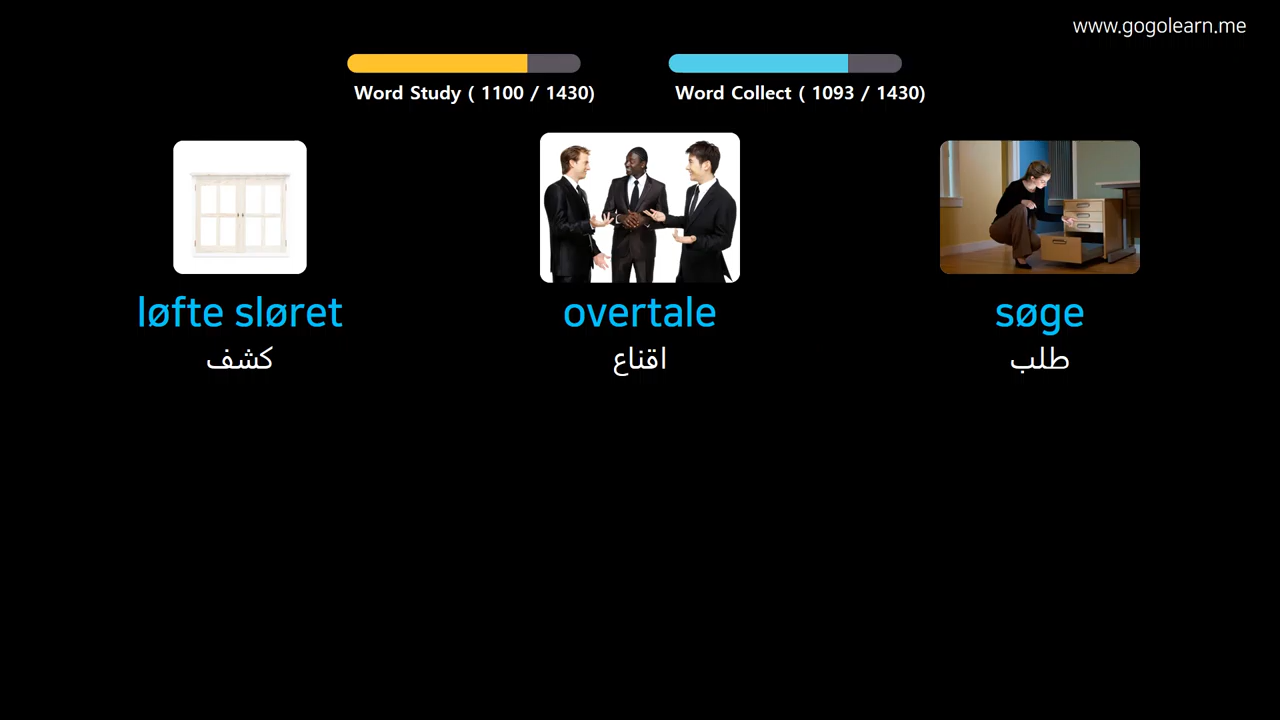 www.gogolearn.me
Word Study ( 1100 / 1430)
Word Collect ( 1093 / 1430)
løfte sløret
كشف
overtale
اقناع
søge
طلب